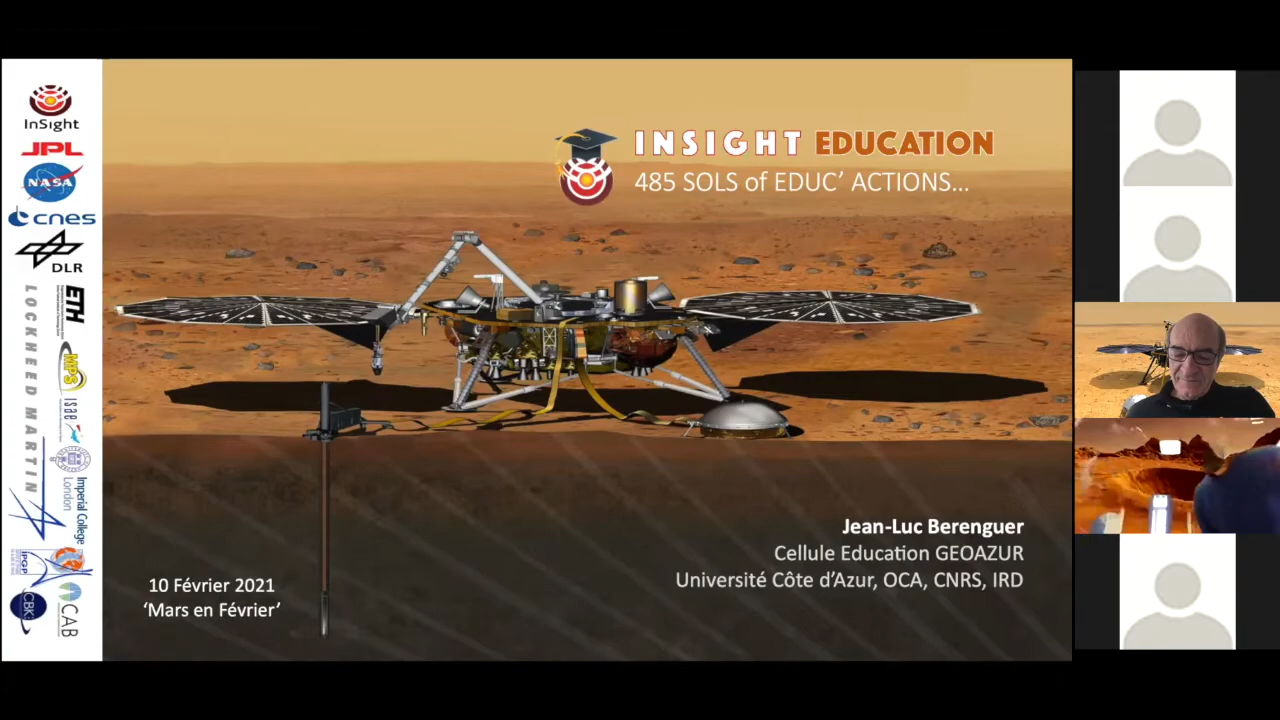 InSight
JPL
NASA
cnes
DLR
ETH
LOCKHEED MARTIN
MPS
isae
Imperial College
London
IPGP
CBK
CAB
INSIGHT EDUCATION
485 SOLS of EDUC’ ACTIONS...
Jean-Luc Berenguer
Cellule Education GEOAZUR
Université Côte d’Azur, OCA, CNRS, IRD
10 Février 2021
‘Mars en Février’